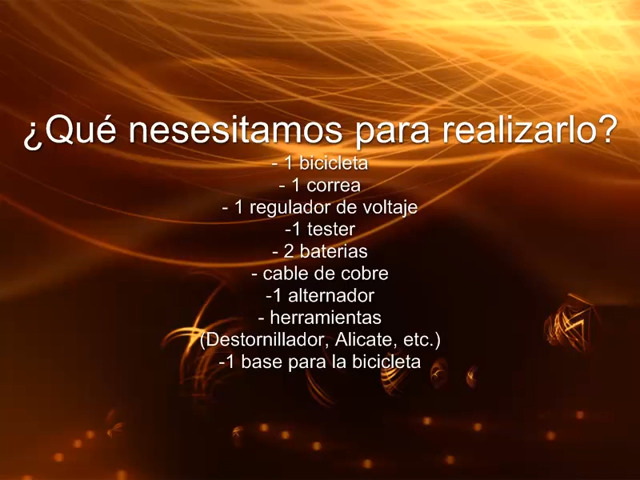 ¿Qué nesesitamos para realizarlo?
- 1 bicicleta
- 1 correa
- 1 regulador de voltaje
-1 tester
- 2 baterias
- cable de cobre
-1 alternador
- herramientas
(Destornillador, Alicate, etc.)
-1 base para la bicicleta